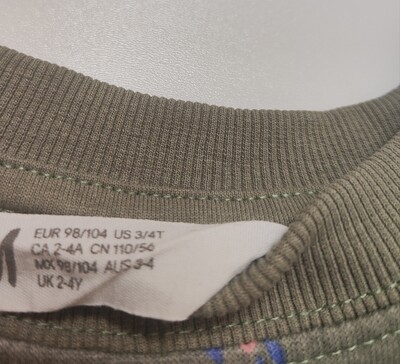 EUR 98/104 US 3/4T
CA 2-4A CN 110/56
MX 98/104 AUS 3-4
UK 2-4Y